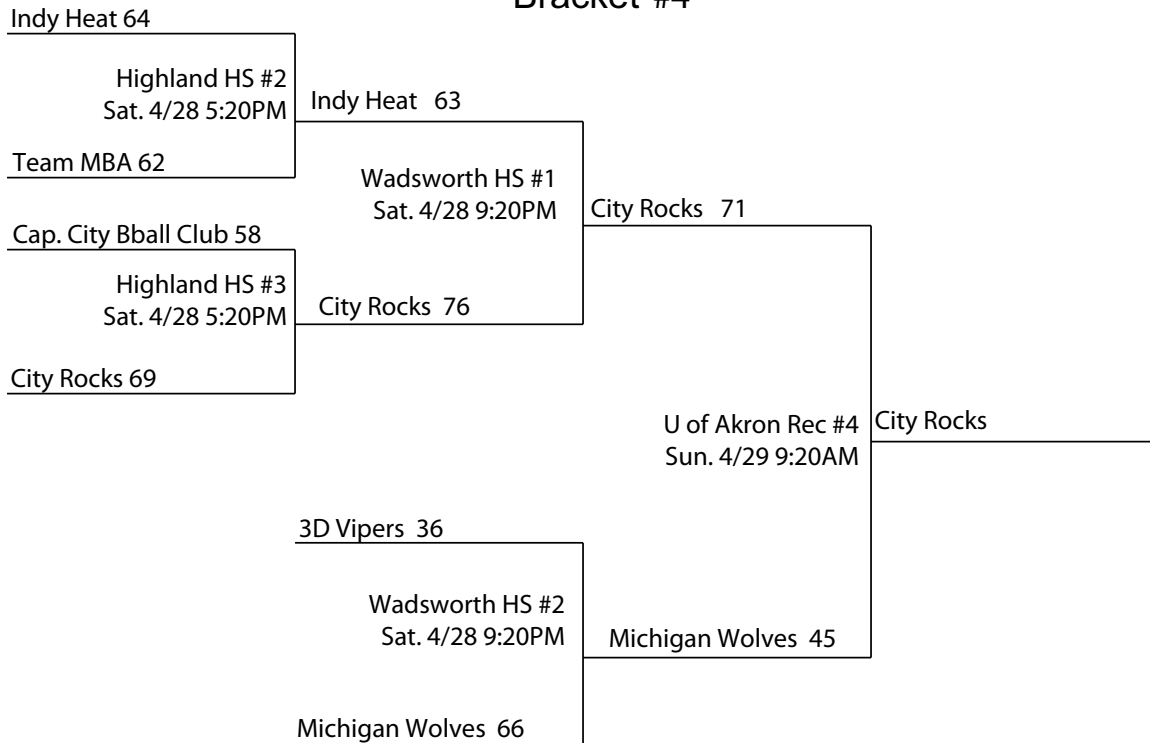 Bracket #4
Indy Heat 64
Highland HS #2
Sat. 4/28 5:20PM
Indy Heat 63
Team MBA 62
Wadsworth HS #1
Sat. 4/28 9:20PM
City Rocks 71
Cap. City Bball Club 58
Highland HS #3
Sat. 4/28 5:20PM
City Rocks 76
City Rocks 69
U of Akron Rec #4
Sun. 4/29 9:20AM
City Rocks
3D Vipers 36
Wadsworth HS #2
Sat. 4/28 9:20PM
Michigan Wolves 45
Michigan Wolves 66